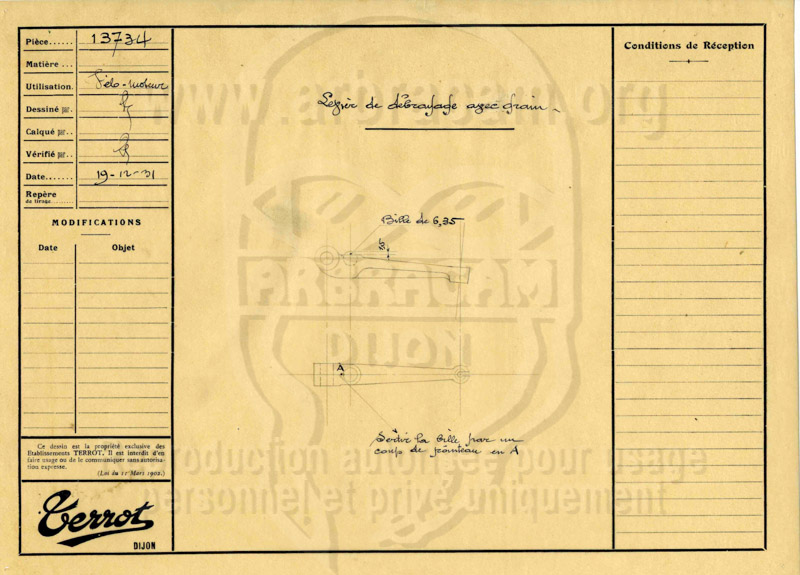 Pièce...... 13734
Matière ...
Utilisation. Vélo-moteur
Dessiné par.
Calqué par..
Vérifié par..
Date....... 19-12-31
Repère
de tirage........
MODIFICATIONS
Date Objet
Ce dessin est la propriété exclusive des
Etablissements TERROT. Il est interdit d'en
faire usage ou de le communiquer sans autorisa-
tion expresse.
(Loi du 11 Mars 1902.)
Terrot
DIJON
Levier de débrayage avec grain
Bille de 6,35
A
Sertir la bille par un
coup de pointeau en A
Conditions de Réception
www.arbracam.org
ARBRACAM
DIJON
Reproduction autorisée pour usage
personnel et privé uniquement